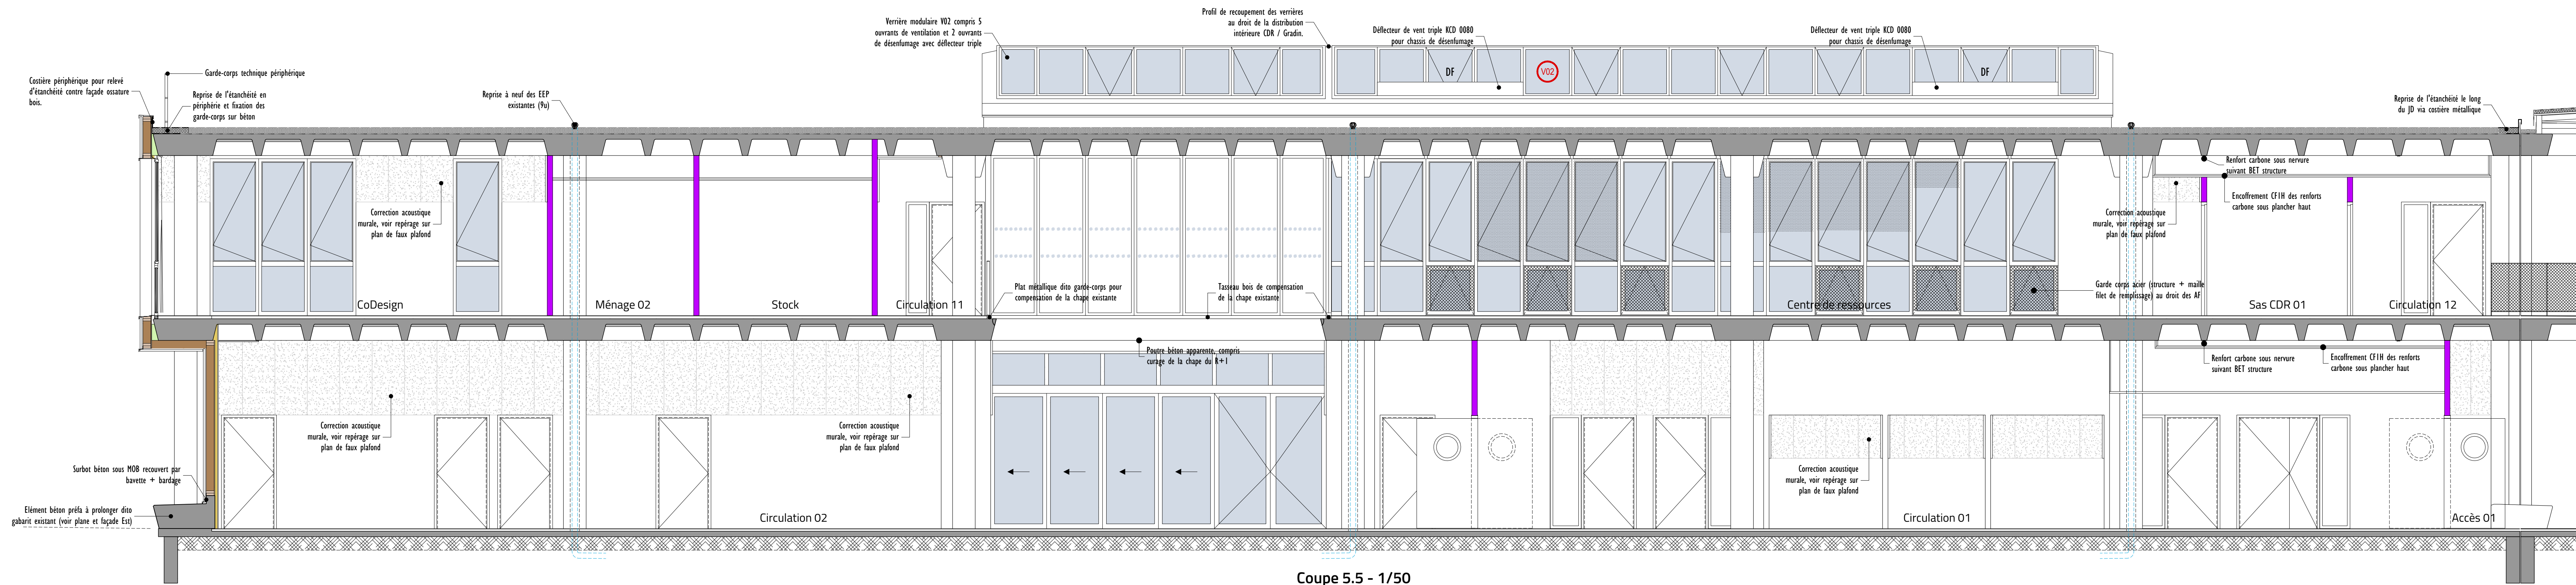 Verrière modulaire V02 compris 5
ouvrants de ventilation et 2 ouvrants
de désenfumage avec déflecteur triple
Profil de recoupement des verrières
au droit de la distribution
intérieure CDR / Gradin.
Déflecteur de vent triple KCD 0080
pour chassis de désenfumage
Déflecteur de vent triple KCD 0080
pour chassis de désenfumage
DF
V02
DF
Costière périphérique pour relevé
d'étanchéité contre façade ossature
bois.
Garde-corps technique périphérique
Reprise de l'étanchéité en
périphérie et fixation des
garde-corps sur béton
Reprise à neuf des EEP
existantes (9u)
Reprise de l'étanchéité le long
du JD via costière métallique
Correction acoustique
murale, voir repérage sur
plan de faux plafond
Renfort carbone sous nervure
suivant BET structure
Encoffrement CF1H des renforts
carbone sous plancher haut
Correction acoustique
murale, voir repérage sur
plan de faux plafond
Plat métallique dito garde-corps pour
compensation de la chape existante
Tasseau bois de compensation
de la chape existante
Garde corps acier (structure + maille
filet de remplissage) au droit des AF
CoDesign
Ménage 02
Stock
Circulation 11
Centre de ressources
Sas CDR 01
Circulation 12
Poutre béton apparente, compris
curage de la chape du R+1
Renfort carbone sous nervure
suivant BET structure
Encoffrement CF1H des renforts
carbone sous plancher haut
Correction acoustique
murale, voir repérage sur
plan de faux plafond
Correction acoustique
murale, voir repérage sur
plan de faux plafond
Correction acoustique
murale, voir repérage sur
plan de faux plafond
Surbot béton sous MOB recouvert par
bavette + bardage
Elément béton préfa à prolonger dito
gabarit existant (voir plane et façade Est)
Circulation 02
Circulation 01
Accès 01
Coupe 5.5 - 1/50